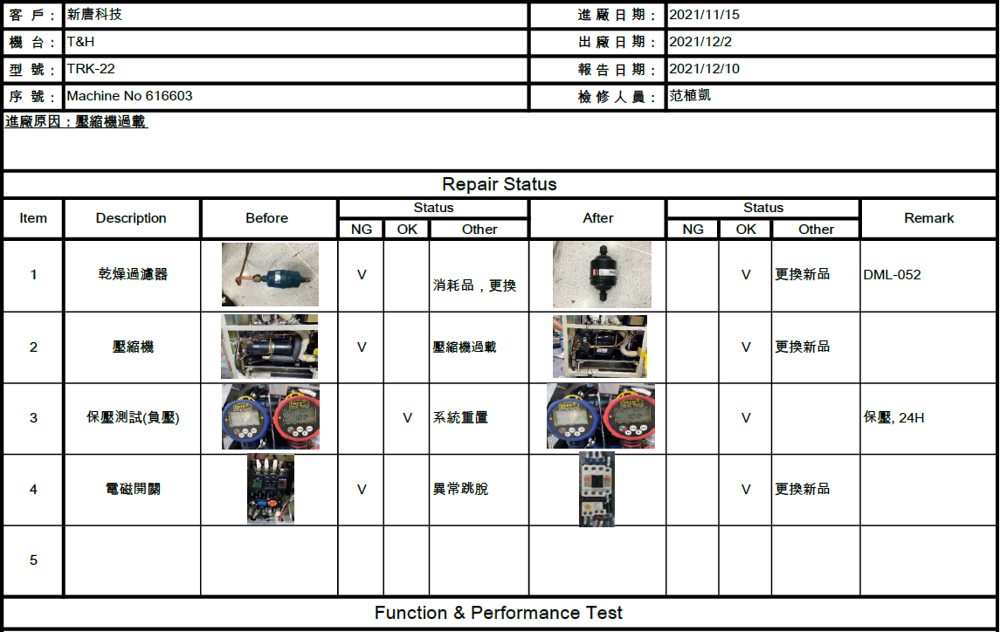 客 戶 : 新唐科技 進 廠 日 期 : 2021/11/15
機 台 : T&H 出 廠 日 期 : 2021/12/2
型 號 : TRK-22 報 告 日 期 : 2021/12/10
序 號 : Machine No 616603 檢 修 人 員 : 范植凱
進廠原因 : 壓縮機過載
Repair Status
Item Description Before Status After Status Remark
NG OK Other NG OK Other
1 乾燥過濾器 V 消耗品 , 更換 V 更換新品 DML-052
2 壓縮機 V 壓縮機過載 V 更換新品
3 保壓測試(負壓) V 系統重置 V 保壓, 24H
4 電磁開關 V 異常跳脫 V 更換新品
5
Function & Performance Test